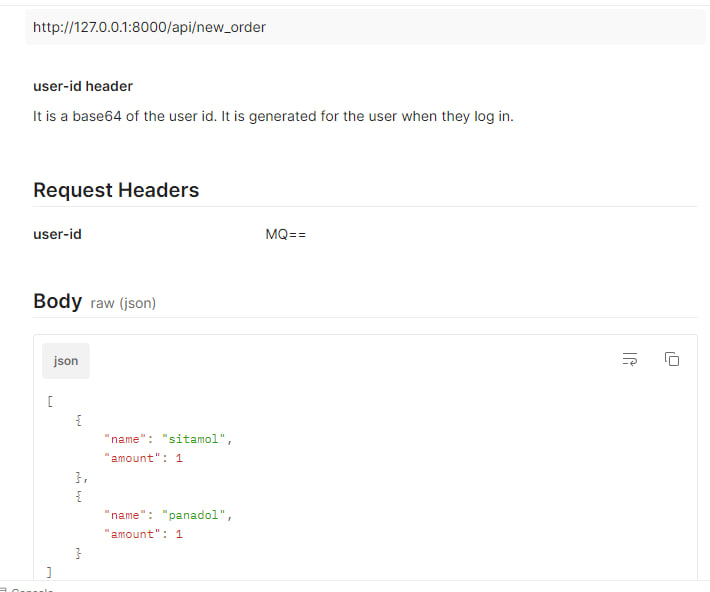 http://127.0.0.1:8000/api/new_order
user-id header
It is a base64 of the user id. It is generated for the user when they log in.
Request Headers
user-id MQ==
Body raw (json)
json
[
    {
        "name": "sitamol",
        "amount": 1
    },
    {
        "name": "panadol",
        "amount": 1
    }
]
Console